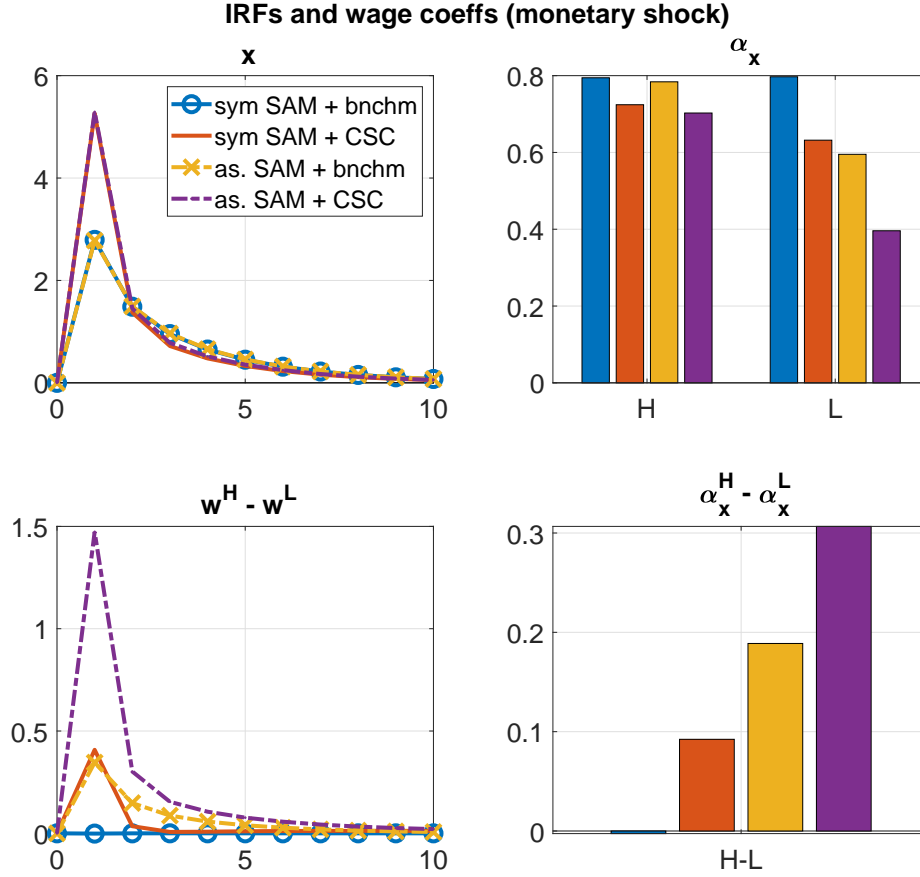 IRFs and wage coeffs (monetary shock)
x
6
4
2
0
0
5
10
sym SAM + bnchm
sym SAM + CSC
as. SAM + bnchm
as. SAM + CSC
α_x
0.8
0.6
0.4
0.2
0
H
L
w^H - w^L
1.5
1
0.5
0
0
5
10
α_x^H - α_x^L
0.3
0.2
0.1
0
H-L